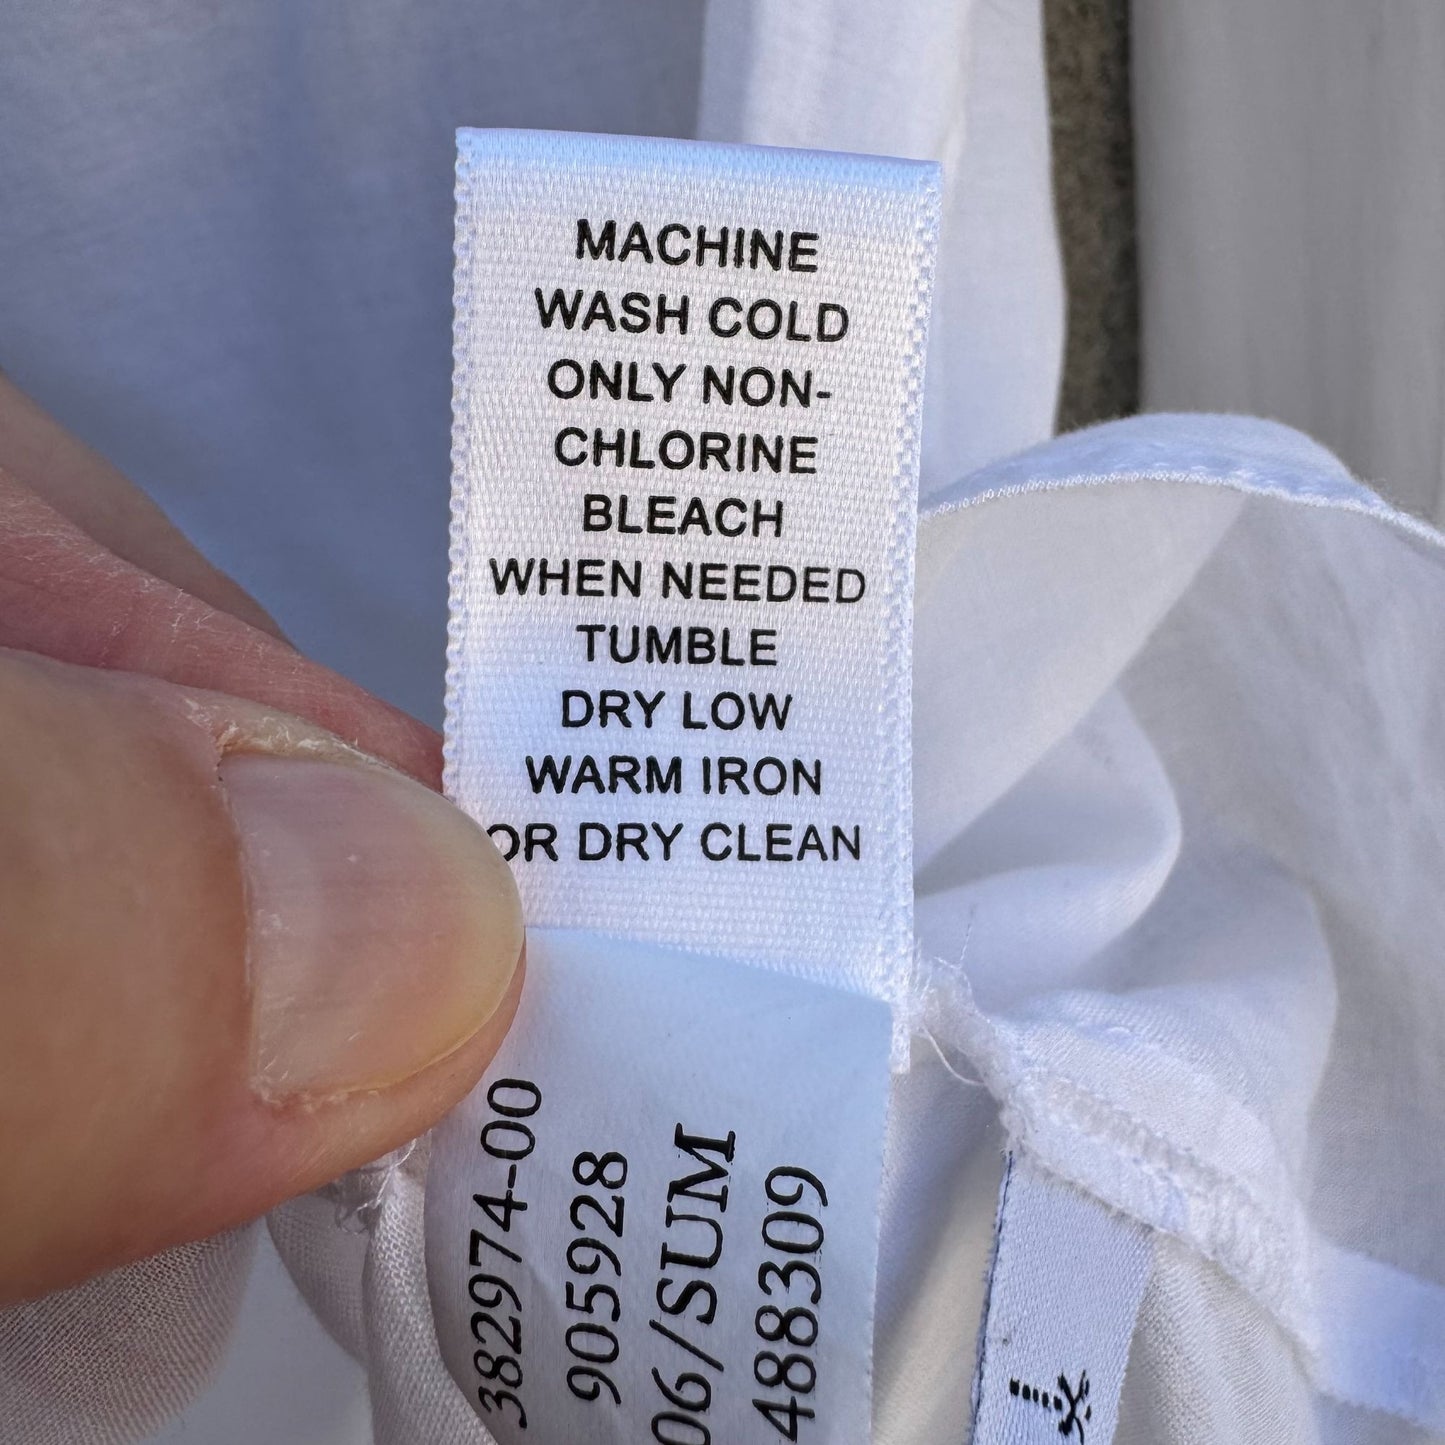 MACHINE
WASH COLD
ONLY NON-
CHLORINE
BLEACH
WHEN NEEDED
TUMBLE
DRY LOW
WARM IRON
OR DRY CLEAN
382974-00
905928
06/SUM
488309